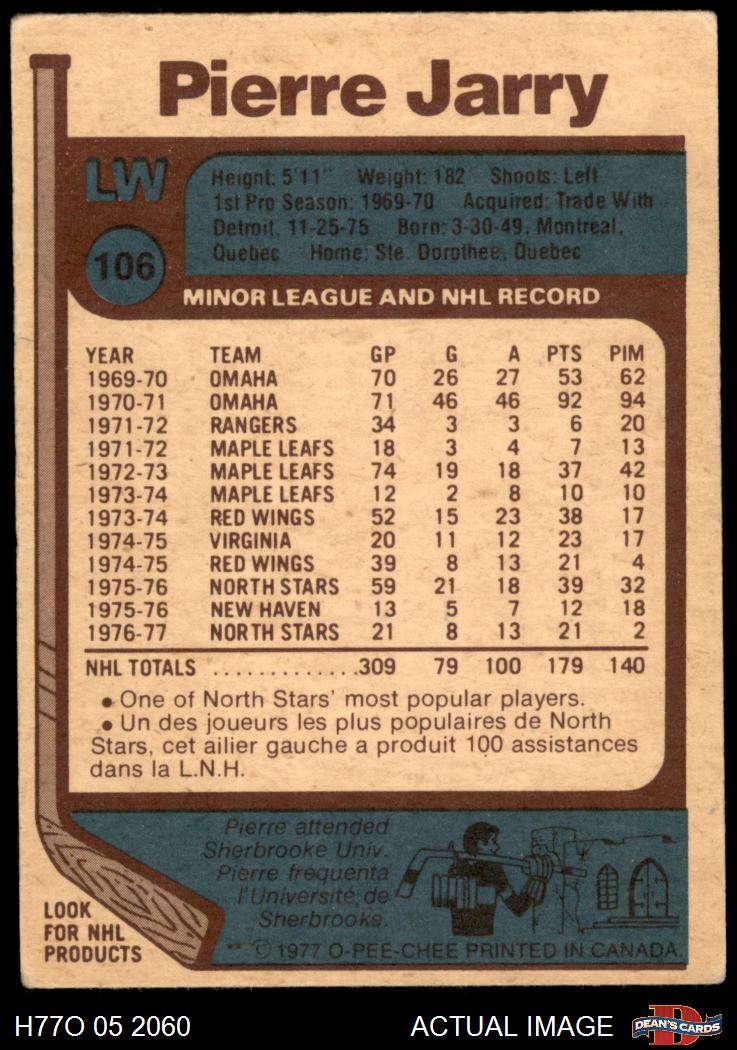 Pierre Jarry
LW
106
Height: 5'11" Weight: 182 Shoots: Left
1st Pro Season: 1969-70 Acquired: Trade With
Detroit, 11-25-75 Born: 3-30-49, Montreal,
Quebec Home: Ste. Dorothee, Quebec
MINOR LEAGUE AND NHL RECORD
YEAR TEAM GP G A PTS PIM
1969-70 OMAHA 70 26 27 53 62
1970-71 OMAHA 71 46 46 92 94
1971-72 RANGERS 34 3 3 6 20
1971-72 MAPLE LEAFS 18 3 4 7 13
1972-73 MAPLE LEAFS 74 19 18 37 42
1973-74 MAPLE LEAFS 12 2 8 10 10
1973-74 RED WINGS 52 15 23 38 17
1974-75 VIRGINIA 20 11 12 23 17
1974-75 RED WINGS 39 8 13 21 4
1975-76 NORTH STARS 59 21 18 39 32
1975-76 NEW HAVEN 13 5 7 12 18
1976-77 NORTH STARS 21 8 13 21 2
NHL TOTALS .............309 79 100 179 140
• One of North Stars' most popular players.
• Un des joueurs les plus populaires de North
Stars, cet ailier gauche a produit 100 assistances
dans la L.N.H.
Pierre attended
Sherbrooke Univ.
Pierre frequenta
l'Université de
Sherbrooke.
LOOK
FOR NHL
PRODUCTS
** © 1977 O-PEE-CHEE PRINTED IN CANADA.
H77O 05 2060 ACTUAL IMAGE DEAN'S CARDS